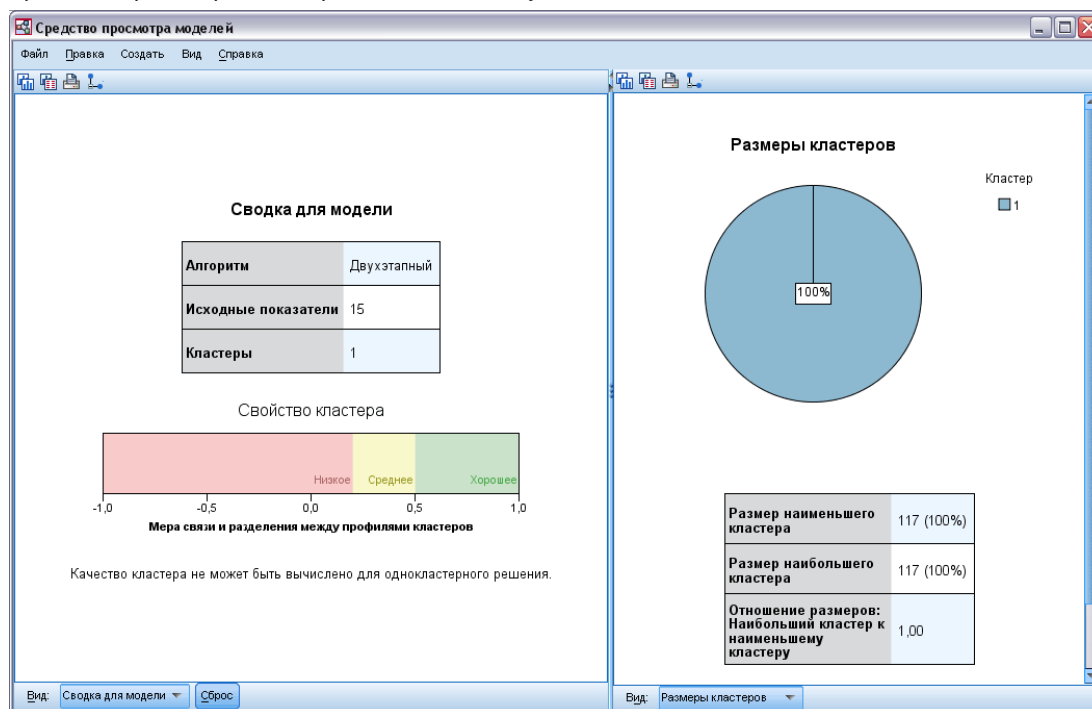 Средство просмотра моделей
Файл Правка Создать Вид Справка
Сводка для модели
Алгоритм Двухэтапный
Исходные показатели 15
Кластеры 1
Свойство кластера
Низкое Среднее Хорошее
-1,0 -0,5 0,0 0,5 1,0
Мера связи и разделения между профилями кластеров
Качество кластера не может быть вычислено для однокластерного решения.
Вид: Сводка для модели Сброс
Размеры кластеров
Кластер
1
100%
Размер наименьшего
кластера
117 (100%)
Размер наибольшего
кластера
117 (100%)
Отношение размеров:
Наибольший кластер к
наименьшему
кластеру
1,00
Вид: Размеры кластеров